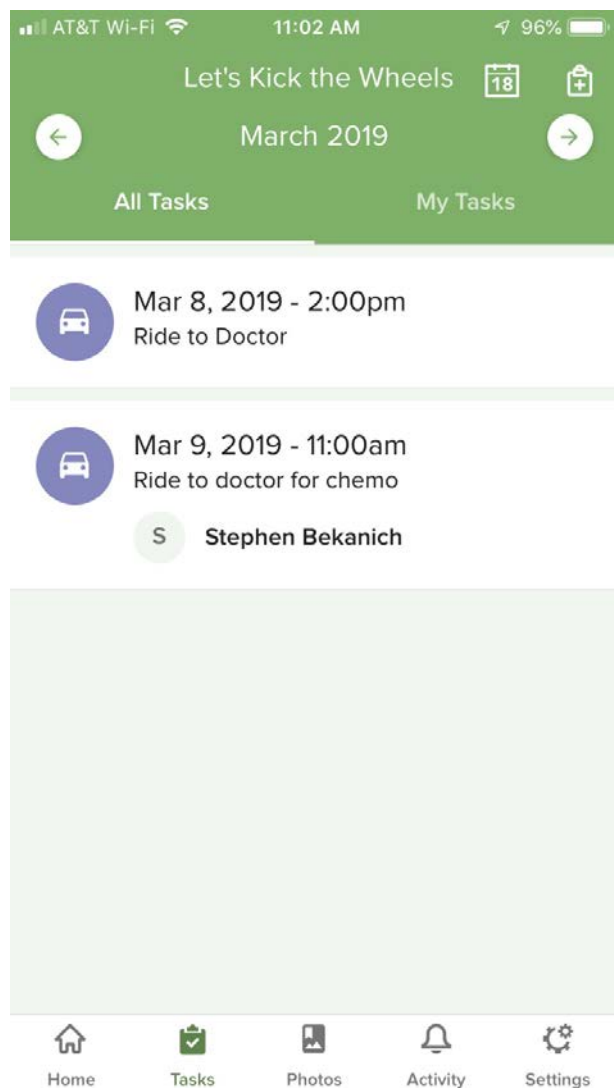 AT&T Wi-Fi 11:02 AM 96%
Let's Kick the Wheels 18
March 2019
All Tasks My Tasks
Mar 8, 2019 - 2:00pm
Ride to Doctor
Mar 9, 2019 - 11:00am
Ride to doctor for chemo
S Stephen Bekanich
Home Tasks Photos Activity Settings